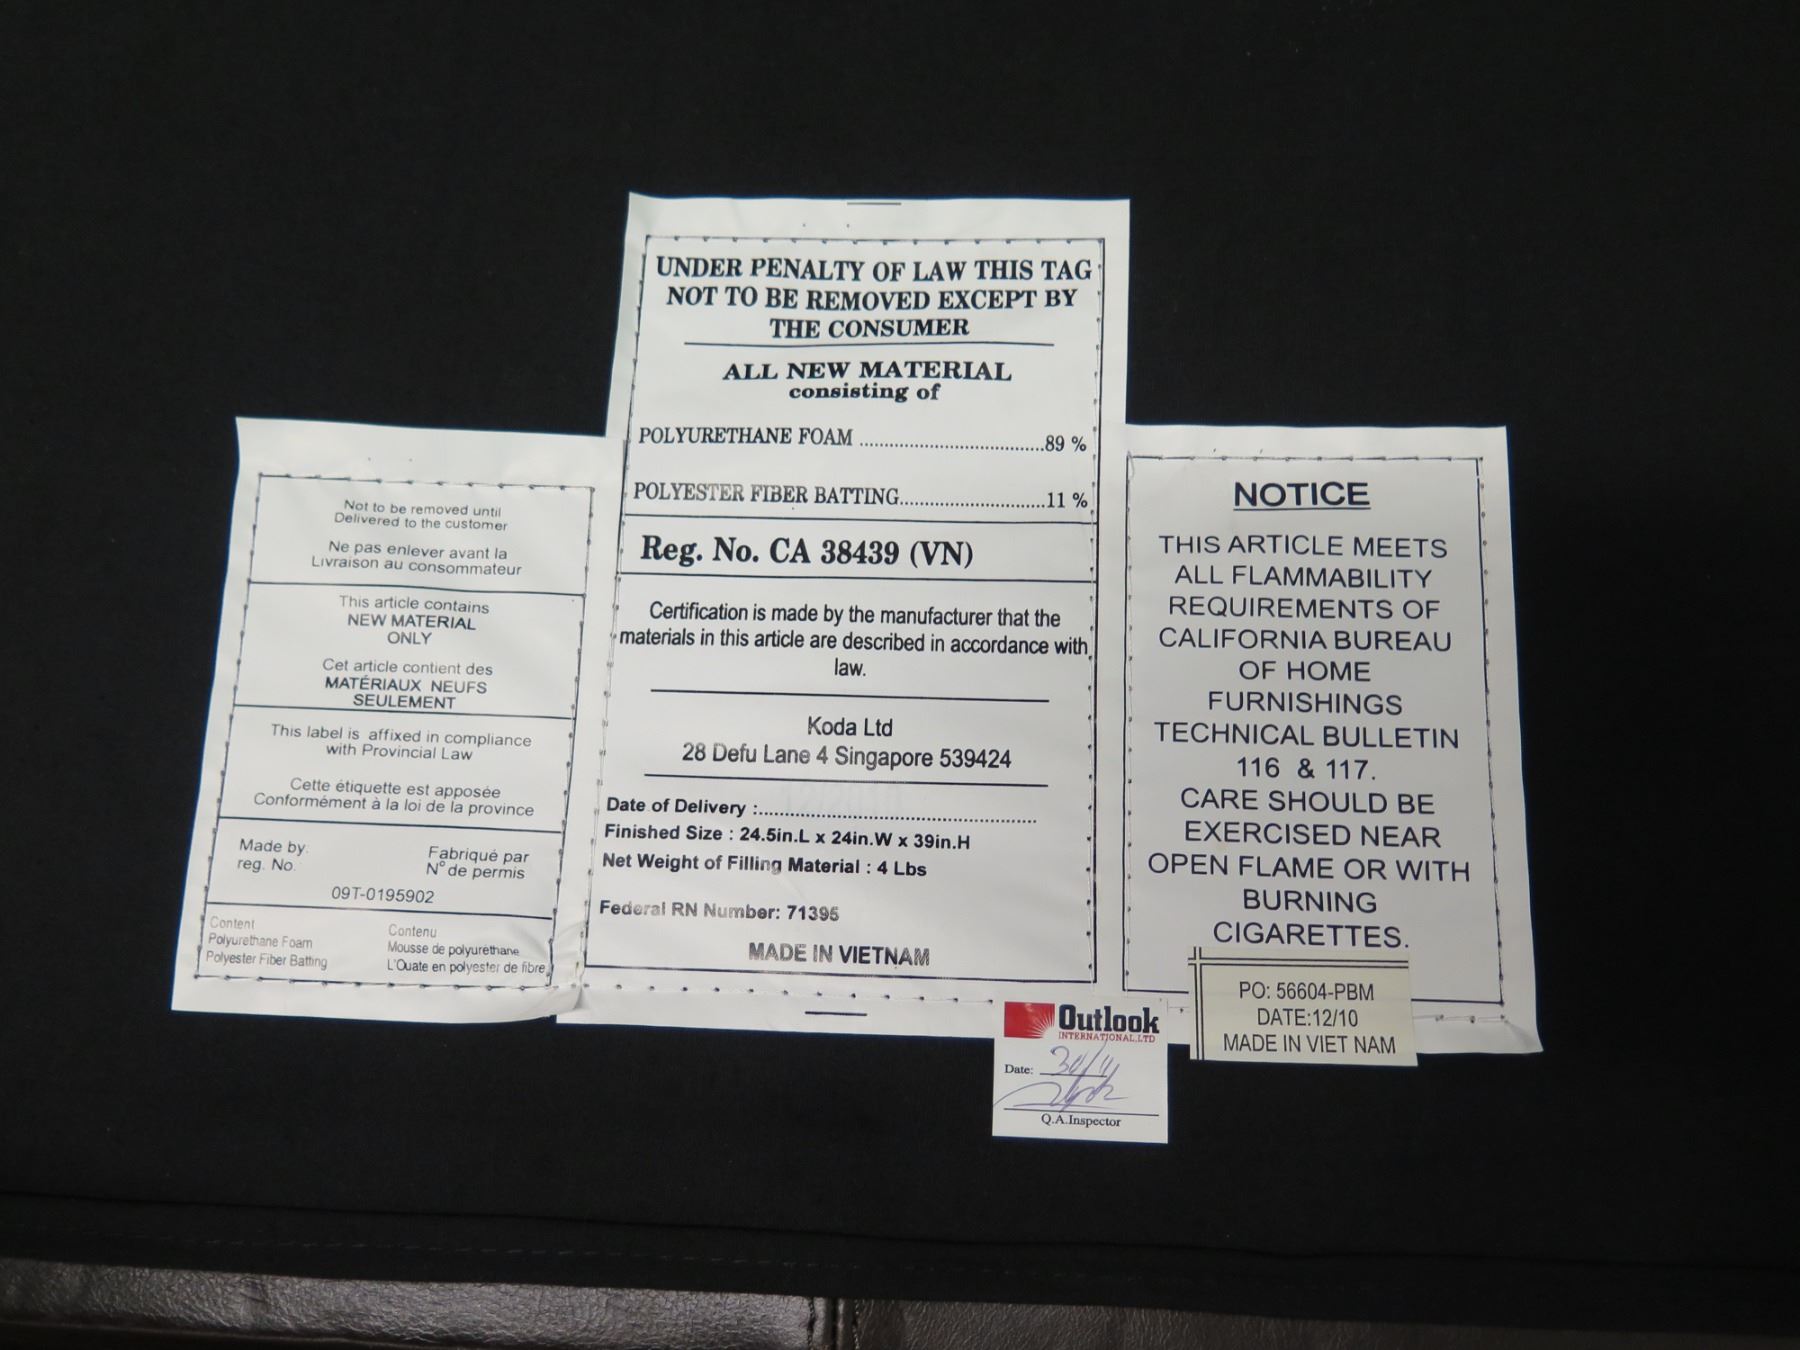 Not to be removed until
Delivered to the customer
Ne pas enlever avant la
Livraison au consommateur
This article contains
NEW MATERIAL
ONLY
Cet article contient des
MATÉRIAUX NEUFS
SEULEMENT
This label is affixed in compliance
with Provincial Law
Cette étiquette est apposée
Conformément à la loi de la province
Made by:
reg. No.
Fabriqué par
N° de permis
09T-0195902
Content
Polyurethane Foam
Polyester Fiber Batting
Contenu
Mousse de polyuréthane
L'Ouate en polyester de fibre
UNDER PENALTY OF LAW THIS TAG
NOT TO BE REMOVED EXCEPT BY
THE CONSUMER
ALL NEW MATERIAL
consisting of
POLYURETHANE FOAM ................................89 %
POLYESTER FIBER BATTING.........................11 %
Reg. No. CA 38439 (VN)
Certification is made by the manufacturer that the
materials in this article are described in accordance with
law.
Koda Ltd
28 Defu Lane 4 Singapore 539424
Date of Delivery :................................................
Finished Size : 24.5in.L x 24in.W x 39in.H
Net Weight of Filling Material : 4 Lbs
Federal RN Number: 71395
MADE IN VIETNAM
NOTICE
THIS ARTICLE MEETS
ALL FLAMMABILITY
REQUIREMENTS OF
CALIFORNIA BUREAU
OF HOME
FURNISHINGS
TECHNICAL BULLETIN
116 & 117.
CARE SHOULD BE
EXERCISED NEAR
OPEN FLAME OR WITH
BURNING
CIGARETTES.
PO: 56604-PBM
DATE:12/10
MADE IN VIET NAM
Outlook
INTERNATIONAL,LTD
Date: 30/11
Q.A.Inspector